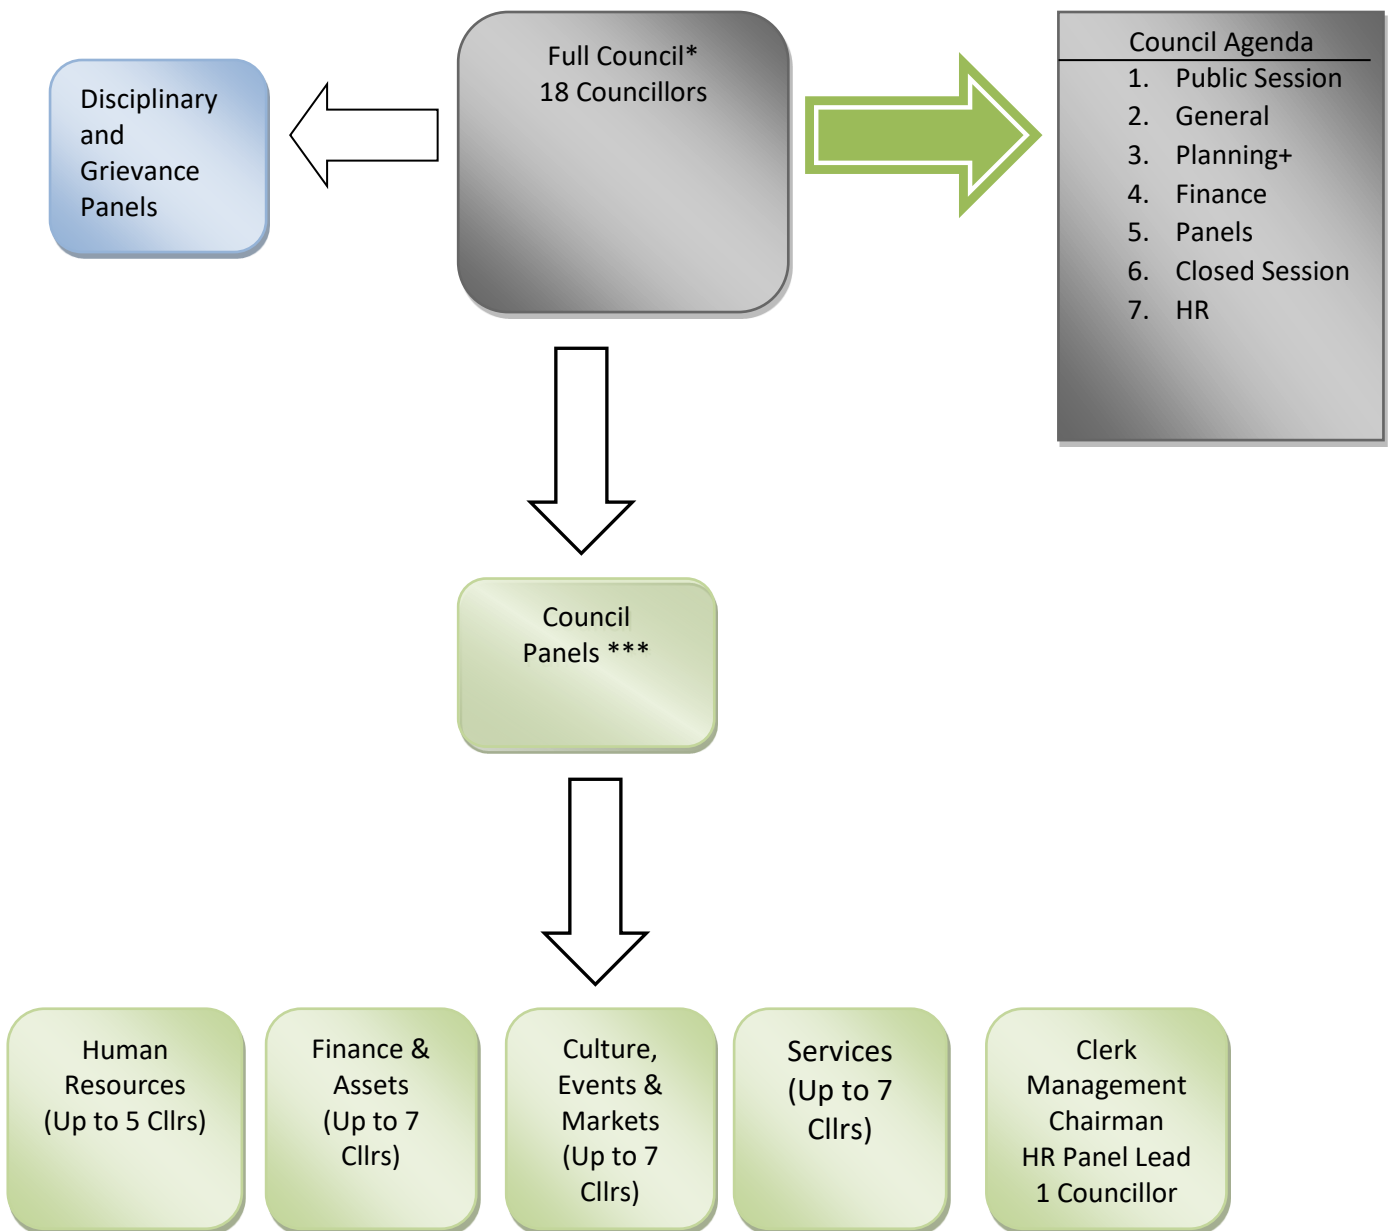 Full Council*
18 Councillors
Disciplinary
and
Grievance
Panels
Council Agenda
1. Public Session
2. General
3. Planning+
4. Finance
5. Panels
6. Closed Session
7. HR
Council
Panels ***
Human
Resources
(Up to 5 Cllrs)
Finance &
Assets
(Up to 7
Cllrs)
Culture,
Events &
Markets
(Up to 7
Cllrs)
Services
(Up to 7
Cllrs)
Clerk
Management
Chairman
HR Panel Lead
1 Councillor